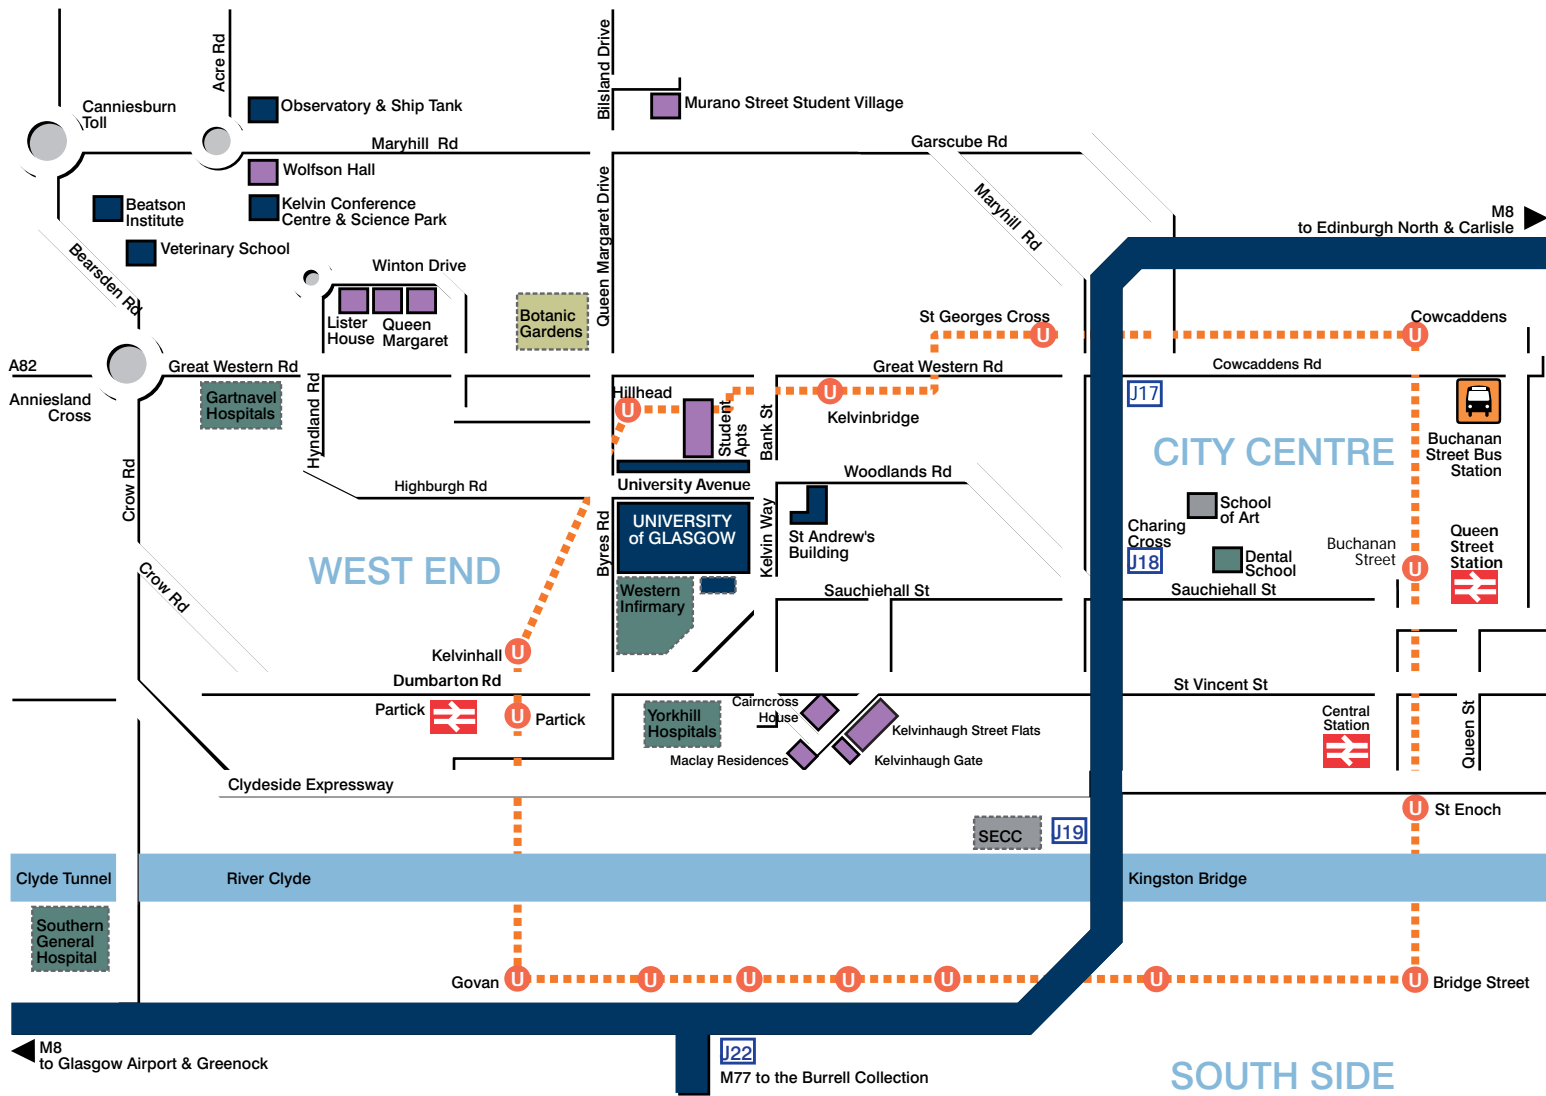 Acre Rd
Bilsland Drive
Canniesburn
Toll
Observatory & Ship Tank
Murano Street Student Village
Maryhill Rd
Garscube Rd
Wolfson Hall
Beatson
Institute
Kelvin Conference
Centre & Science Park
Queen Margaret Drive
Maryhill Rd
M8
to Edinburgh North & Carlisle
Veterinary School
Bearsden Rd
Winton Drive
Lister
House
Queen
Margaret
Botanic
Gardens
St Georges Cross
Cowcaddens
U
U
A82
Great Western Rd
Great Western Rd
Cowcaddens Rd
Anniesland
Cross
Gartnavel
Hospitals
Hyndland Rd
Hillhead
U
Student
Apts
Bank St
U
Kelvinbridge
J17
CITY CENTRE
Buchanan
Street Bus
Station
Crow Rd
Highburgh Rd
University Avenue
Woodlands Rd
UNIVERSITY
of GLASGOW
Byres Rd
Kelvin Way
St Andrew's
Building
School
of Art
Charing
Cross
J18
Dental
School
Buchanan
Street
U
Queen
Street
Station
WEST END
Crow Rd
Western
Infirmary
Sauchiehall St
Sauchiehall St
Kelvinhall
U
Dumbarton Rd
St Vincent St
Partick
U
Partick
Yorkhill
Hospitals
Cairncross
House
Kelvinhaugh Street Flats
Maclay Residences
Kelvinhaugh Gate
Central
Station
Queen St
Clydeside Expressway
U
St Enoch
SECC
J19
Clyde Tunnel
River Clyde
Kingston Bridge
Southern
General
Hospital
Govan
U
U
U
U
U
U
U
Bridge Street
M8
to Glasgow Airport & Greenock
J22
M77 to the Burrell Collection
SOUTH SIDE